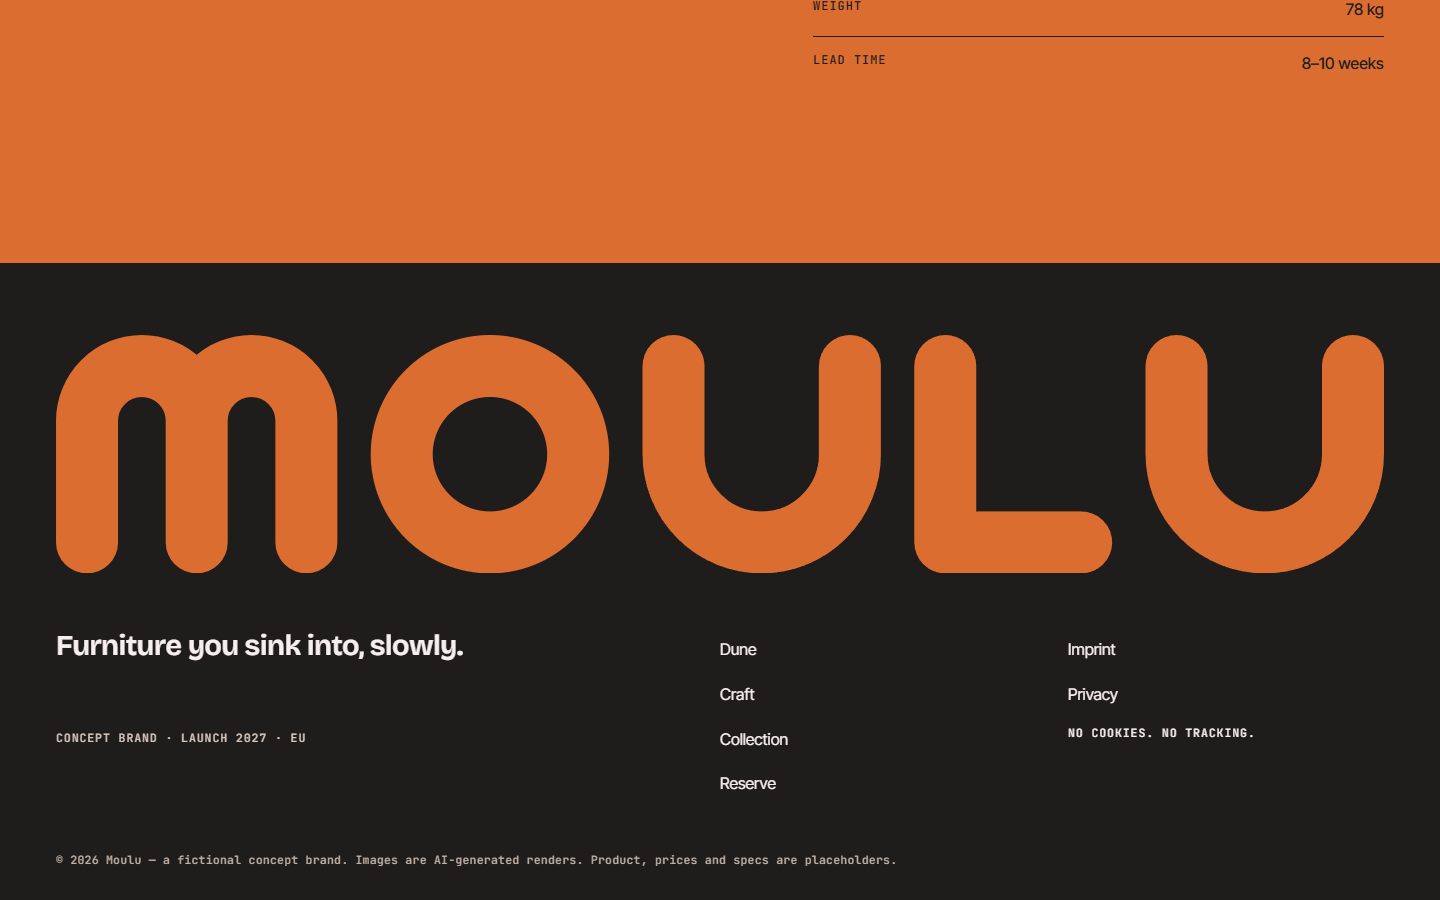 WEIGHT 78 kg
LEAD TIME 8–10 weeks
MOULU
Furniture you sink into, slowly.
CONCEPT BRAND · LAUNCH 2027 · EU
Dune
Craft
Collection
Reserve
Imprint
Privacy
NO COOKIES. NO TRACKING.
© 2026 Moulu — a fictional concept brand. Images are AI-generated renders. Product, prices and specs are placeholders.